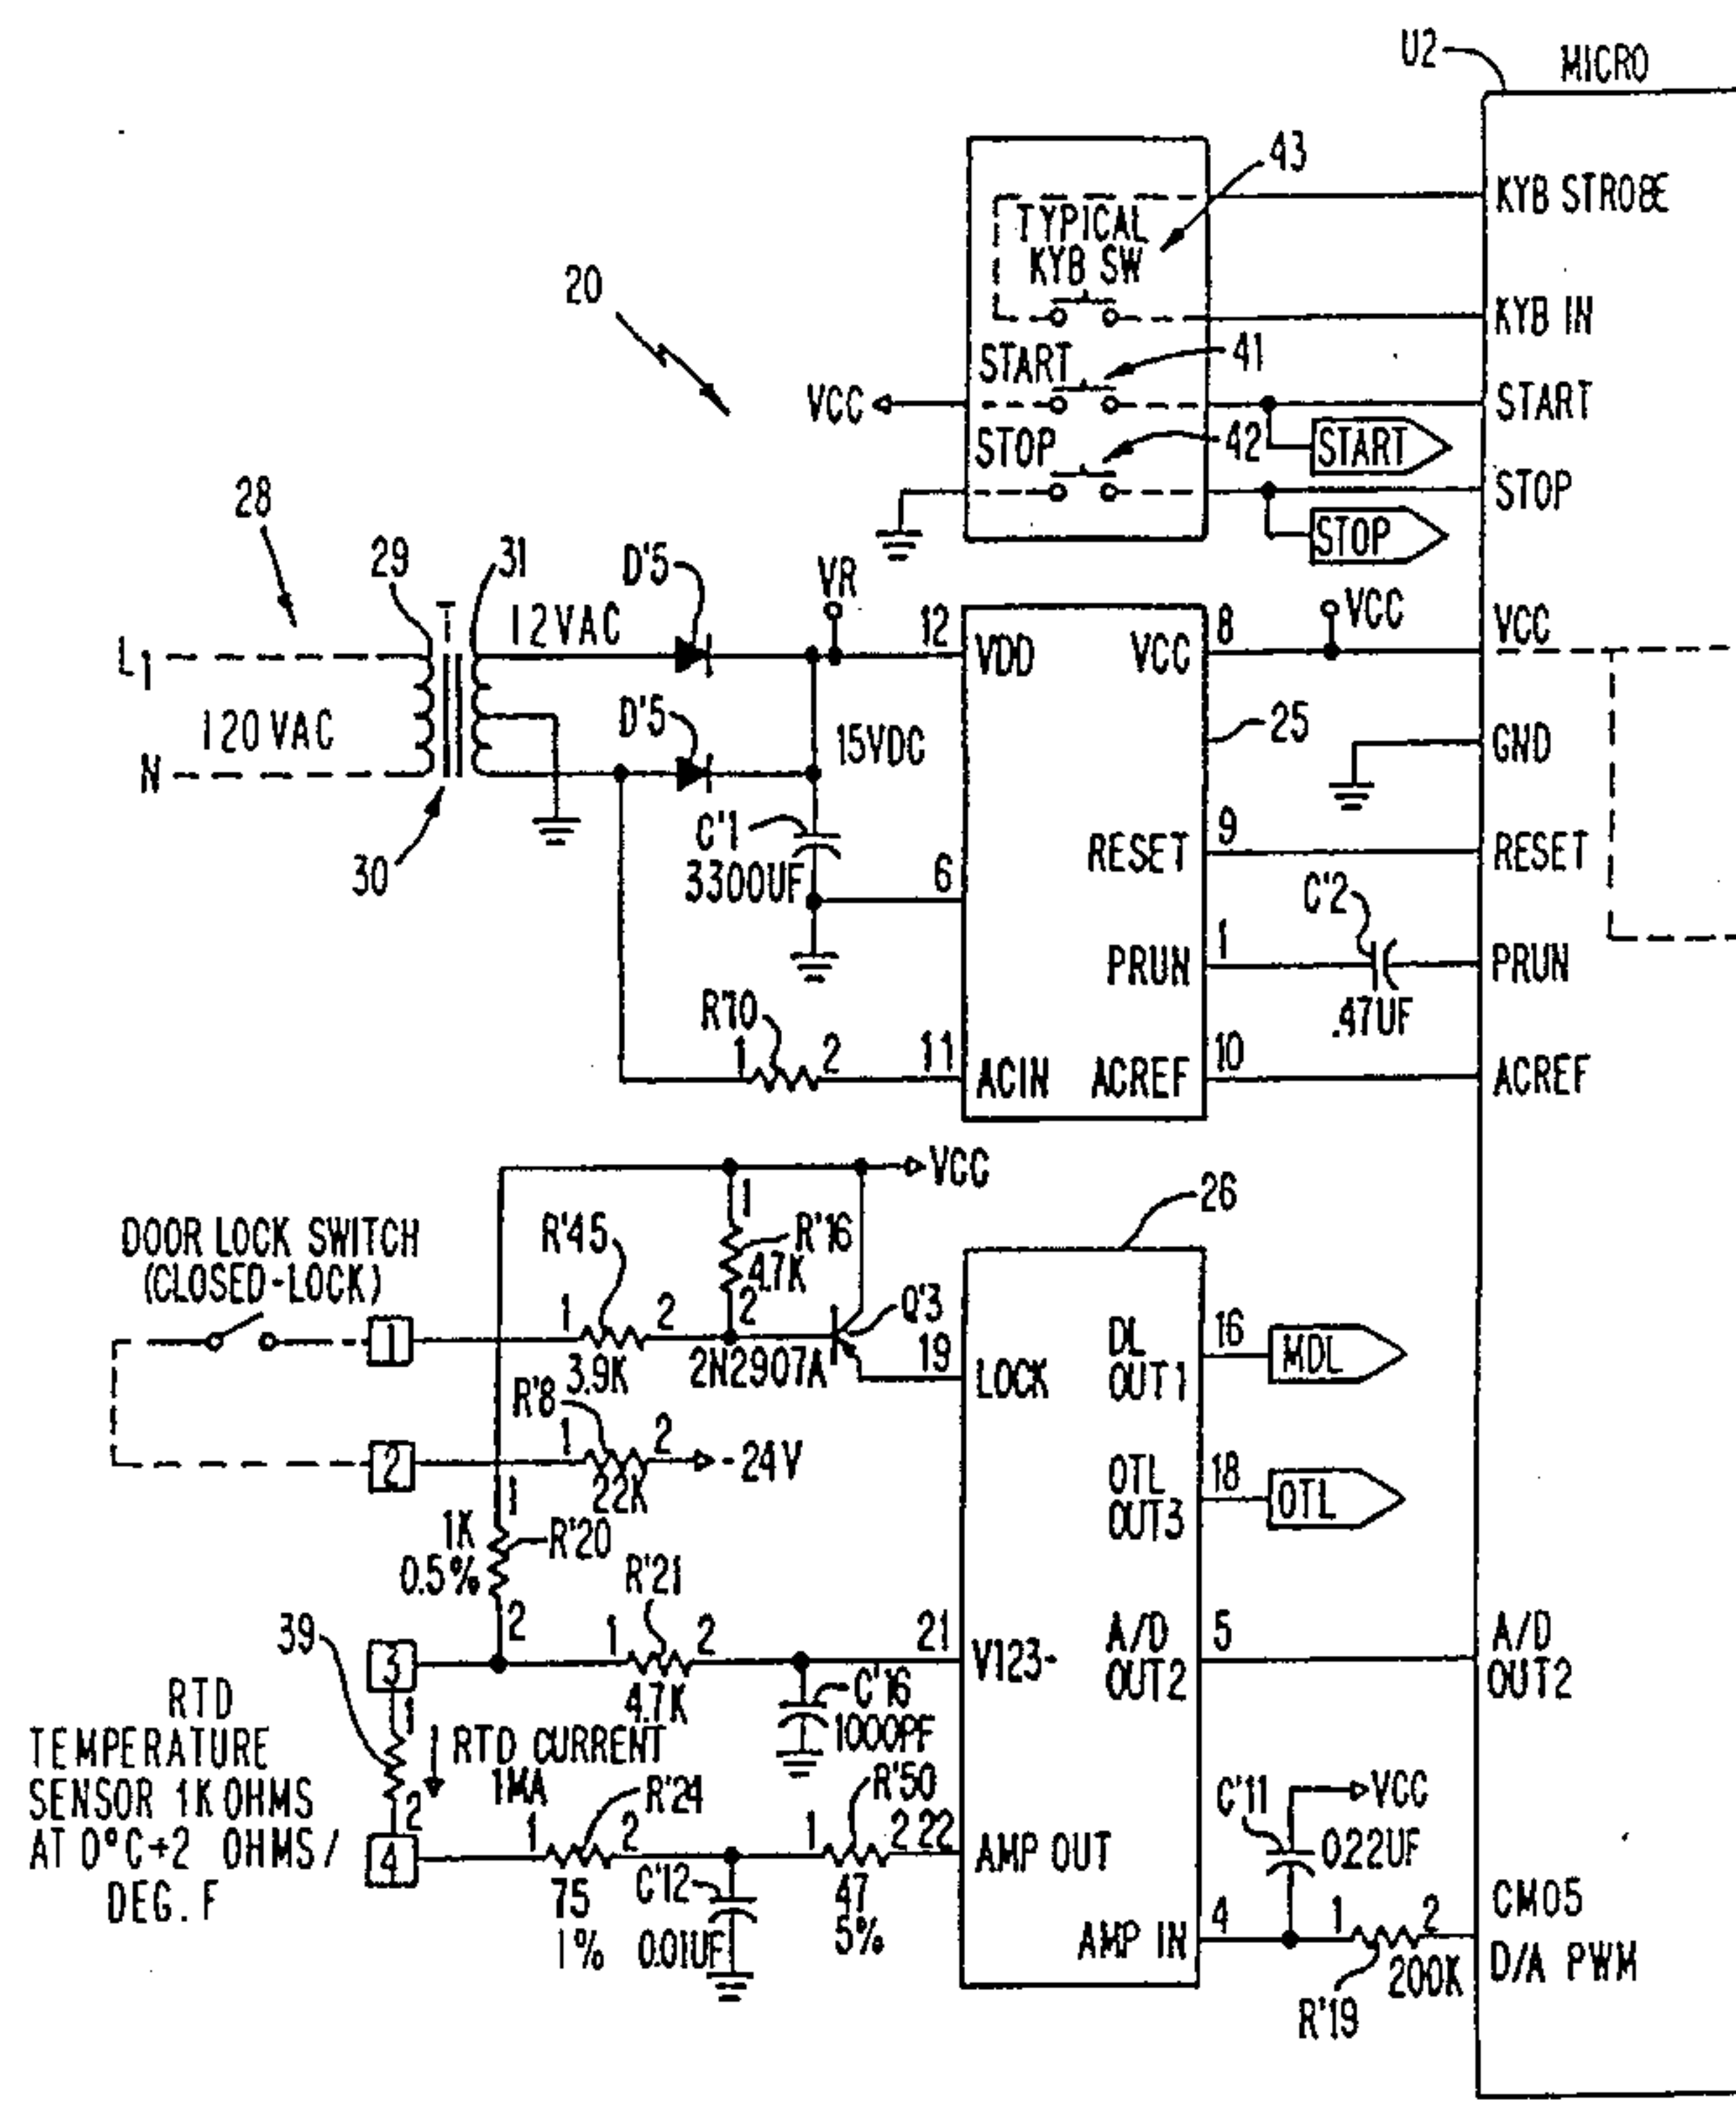 U2
MICRO
43
KYB STROBE
TYPICAL
KYB SW
20
KYB IN
START
41
VCC
START
STOP
42
START
28
STOP
STOP
29
31
D'5
VR
12VAC
12
8
VCC
VCC
L1
VDD
VCC
120VAC
D'5
15VDC
25
GND
N
C'1
9
30
3300UF
6
RESET
RESET
C'2
1
PRUN
PRUN
R'10
.47UF
1
2
11
10
ACIN
ACREF
ACREF
VCC
26
1
DOOR LOCK SWITCH
(CLOSED-LOCK)
R'45
R'16
4.7K
Q'3
1
2
2
19
DL
OUT1
16
MDL
1
3.9K
2N2907A
LOCK
R'8
1
2
2
-24V
OTL
OUT3
18
OTL
22K
1
1K
0.5%
R'20
R'21
39
2
1
2
21
A/D
OUT2
5
A/D
OUT2
3
V123-
4.7K
C'16
1000PF
1
RTD
TEMPERATURE
SENSOR 1K OHMS
AT 0°C+2 OHMS/
DEG. F
RTD CURRENT
1MA
R'24
R'50
C'11
VCC
022UF
2
1
2
1
2
22
4
AMP OUT
75
1%
C'12
0.01UF
47
5%
CMO5
D/A PWM
AMP IN
4
1
2
200K
R'19